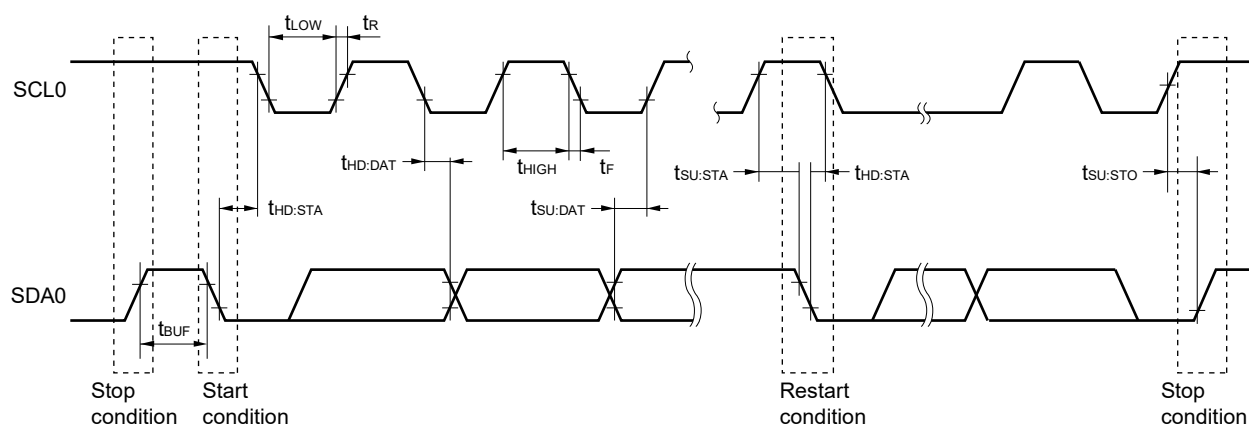 tLOW
tR
SCL0
tHD:DAT
tHIGH
tF
tSU:STA
tHD:STA
tSU:STO
tHD:STA
tSU:DAT
SDA0
tBUF
Stop
condition
Start
condition
Restart
condition
Stop
condition